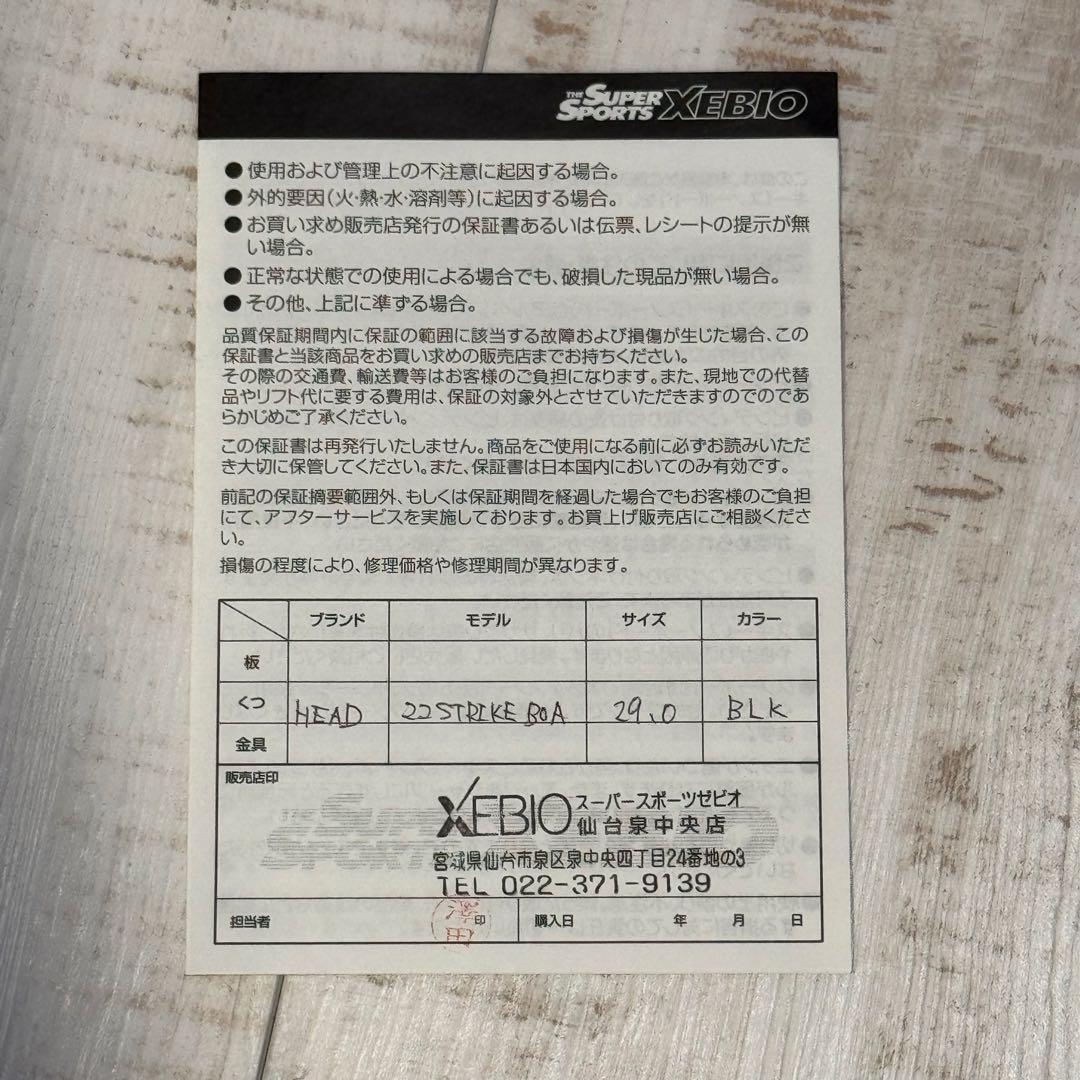 THE SUPER SPORTS XEBIO
●使用および管理上の不注意に起因する場合。
●外的要因(火・熱・水・溶剤等)に起因する場合。
●お買い求め販売店発行の保証書あるいは伝票、レシートの提示が無
い場合。
●正常な状態での使用による場合でも、破損した現品が無い場合。
●その他、上記に準ずる場合。
品質保証期間内に保証の範囲に該当する故障および損傷が生じた場合、この
保証書と当該商品をお買い求めの販売店までお持ちください。
その際の交通費、輸送費等はお客様のご負担になります。また、現地での代替
品やリフト代に要する費用は、保証の対象外とさせていただきますのでのであ
らかじめご了承ください。
この保証書は再発行いたしません。商品をご使用になる前に必ずお読みいただ
き大切に保管してください。また、保証書は日本国内においてのみ有効です。
前記の保証摘要範囲外、もしくは保証期間を経過した場合でもお客様のご負担
にて、アフターサービスを実施しております。お買上げ販売店にご相談くださ
い。
損傷の程度により、修理価格や修理期間が異なります。
ブランド モデル サイズ カラー
板
くつ HEAD 22 STRIKE BOA 29.0 BLK
金具
販売店印
XEBIO スーパースポーツゼビオ
仙台泉中央店
宮城県仙台市泉区泉中央四丁目24番地の3
TEL 022-371-9139
担当者 印 購入日 年 月 日